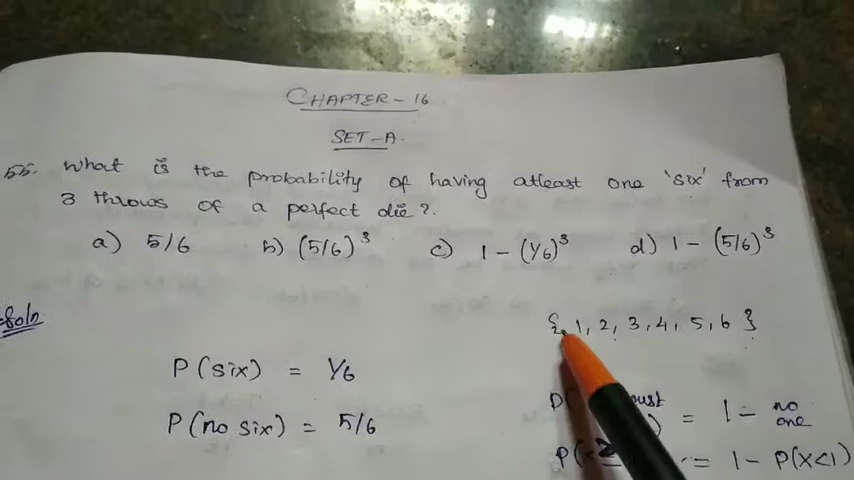 CHAPTER-16
SET-A.
55. What is the probability of having atleast one 'six' from
3 throws of a perfect die?.
a) 5/6 b) (5/6)³ c) 1 - (1/6)³ d) 1 - (5/6)³
Soln
{ 1, 2, 3, 4, 5, 6 }
P(six) = 1/6
= 1 - no one
P(no six) = 5/6
= 1 - P(X<1)